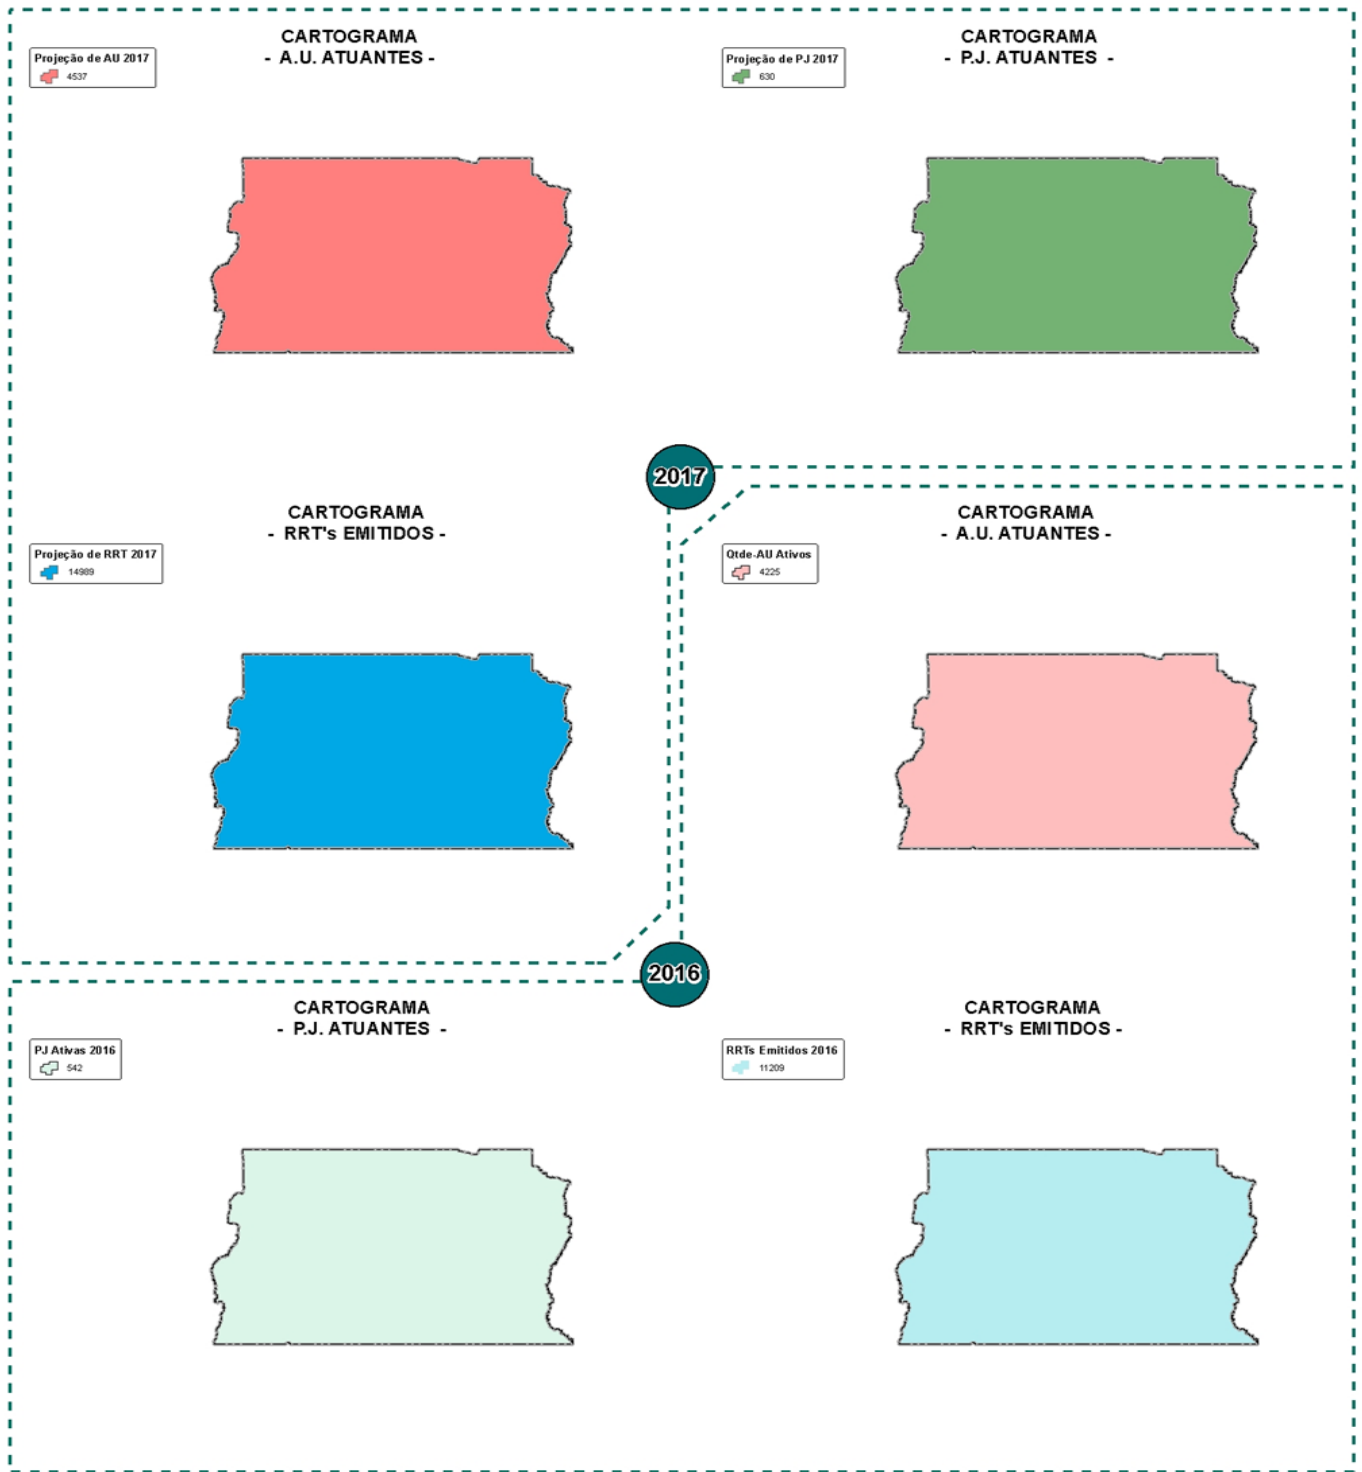 CARTOGRAMA
- A.U. ATUANTES -
Projeção de AU 2017
4537
CARTOGRAMA
- P.J. ATUANTES -
Projeção de PJ 2017
630
2017
CARTOGRAMA
- RRT's EMITIDOS -
Projeção de RRT 2017
14989
CARTOGRAMA
- A.U. ATUANTES -
Qtde-AU Ativos
4225
2016
CARTOGRAMA
- P.J. ATUANTES -
PJ Ativas 2016
542
CARTOGRAMA
- RRT's EMITIDOS -
RRTs Emitidos 2016
11209